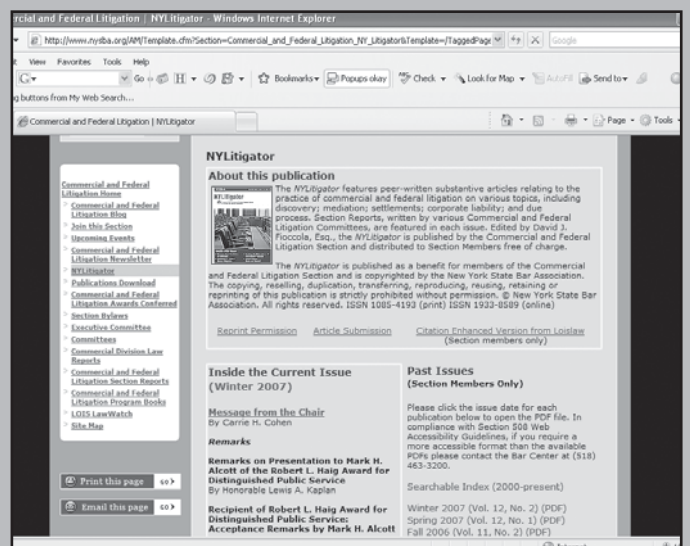 rcial and Federal Litigation | NYLitigator - Windows Internet Explorer
http://www.nysba.org/AM/Template.cfm?Section=Commercial_and_Federal_Litigation_NY_Litigator&Template=/TaggedPage
Google
t View Favorites Tools Help
G Go Bookmarks Popups okay Check Look for Map AutoFill Send to
g buttons from My Web Search...
Commercial and Federal Litigation | NYLitigator
Page Tools
Commercial and Federal
Litigation Home
Commercial and Federal
Litigation Blog
Join this Section
Upcoming Events
Commercial and Federal
Litigation Newsletter
NYLitigator
Publications Download
Commercial and Federal
Litigation Awards Conferred
Section Bylaws
Executive Committee
Committees
Commercial Division Law
Reports
Commercial and Federal
Litigation Section Reports
Commercial and Federal
Litigation Program Books
LOIS LawWatch
Site Map
Print this page GO
Email this page GO
NYLitigator
About this publication
NYLitigator
The NYLitigator features peer-written substantive articles relating to the
practice of commercial and federal litigation on various topics, including
discovery; mediation; settlements; corporate liability; and due
process. Section Reports, written by various Commercial and Federal
Litigation Committees, are featured in each issue. Edited by David J.
Fioccola, Esq., the NYLitigator is published by the Commercial and Federal
Litigation Section and distributed to Section Members free of charge.
The NYLitigator is published as a benefit for members of the Commercial
and Federal Litigation Section and is copyrighted by the New York State Bar Association.
The copying, reselling, duplication, transferring, reproducing, reusing, retaining or
reprinting of this publication is strictly prohibited without permission. © New York State Bar
Association. All rights reserved. ISSN 1085-4193 (print) ISSN 1933-8589 (online)
Reprint Permission Article Submission Citation Enhanced Version from Loislaw
(Section members only)
Inside the Current Issue
(Winter 2007)
Message from the Chair
By Carrie H. Cohen
Remarks
Remarks on Presentation to Mark H.
Alcott of the Robert L. Haig Award for
Distinguished Public Service
By Honorable Lewis A. Kaplan
Recipient of Robert L. Haig Award for
Distinguished Public Service:
Acceptance Remarks by Mark H. Alcott
Past Issues
(Section Members Only)
Please click the issue date for each
publication below to open the PDF file. In
compliance with Section 508 Web
Accessibility Guidelines, if you require a
more accessible format than the available
PDFs please contact the Bar Center at (518)
463-3200.
Searchable Index (2000-present)
Winter 2007 (Vol. 12, No. 2) (PDF)
Spring 2007 (Vol. 12, No. 1) (PDF)
Fall 2006 (Vol. 11, No. 2) (PDF)